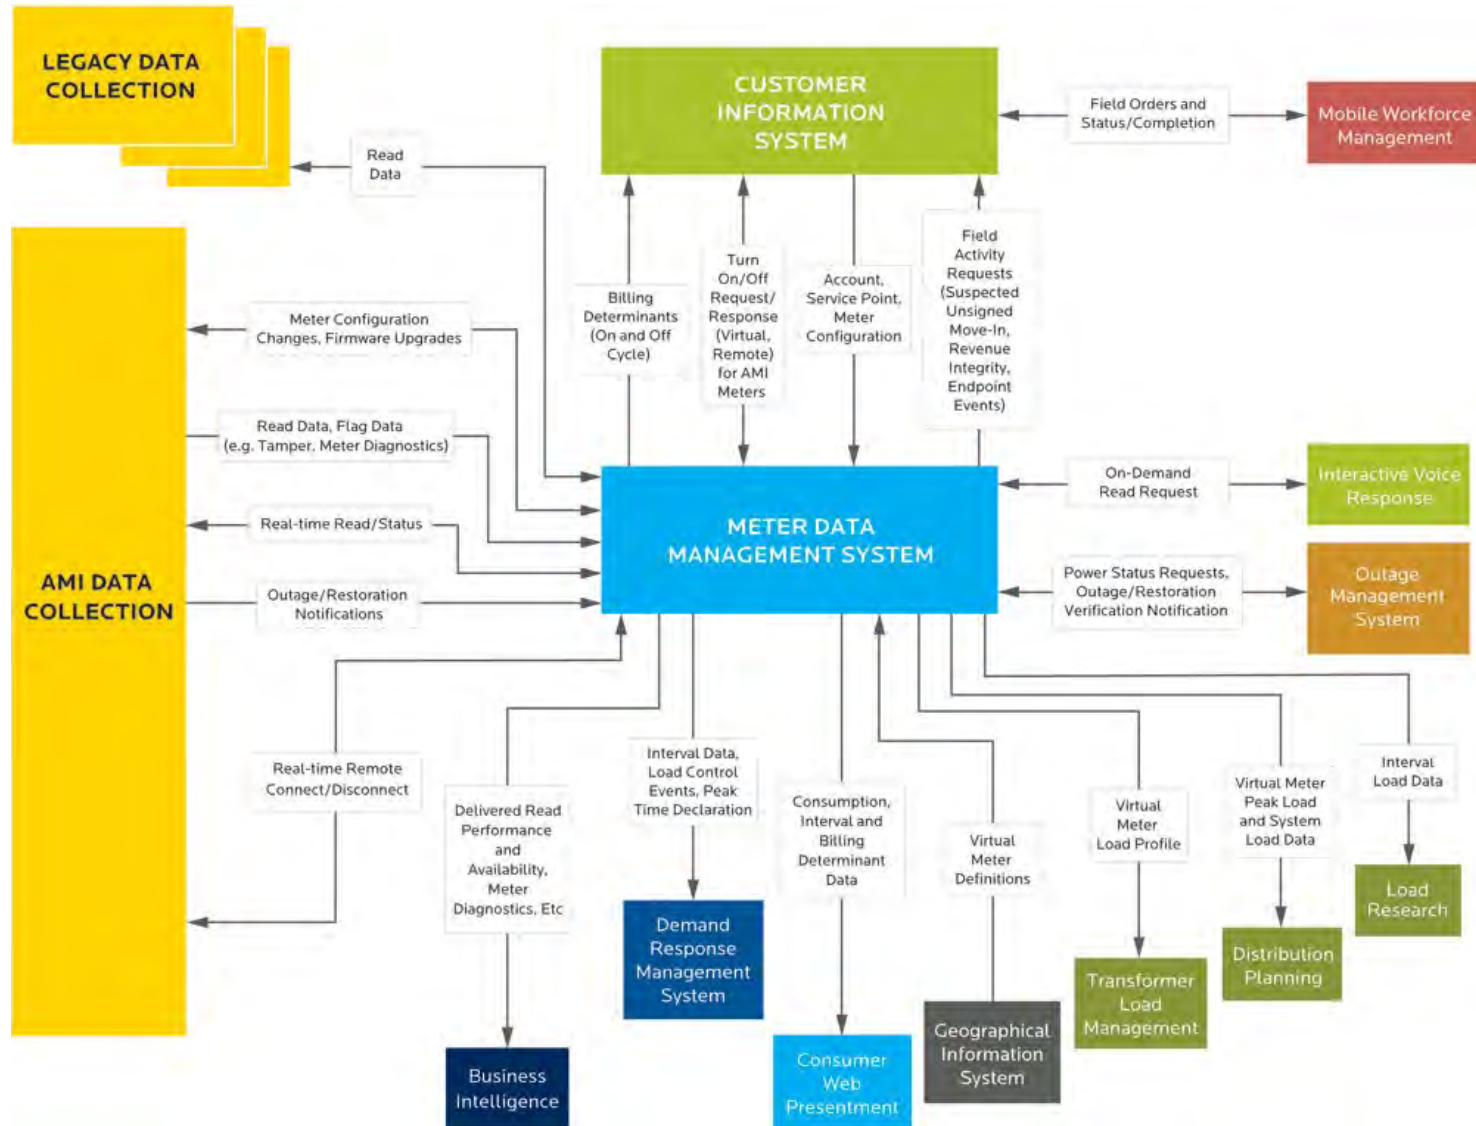 LEGACY DATA
COLLECTION
CUSTOMER
INFORMATION
SYSTEM
Field Orders and
Status/Completion
Mobile Workforce
Management
Read
Data
Billing
Determinants
(On and Off
Cycle)
Turn
On/Off
Request/
Response
(Virtual,
Remote)
for AMI
Meters
Account,
Service Point,
Meter
Configuration
Field
Activity
Requests
(Suspected
Unsigned
Move-In,
Revenue
Integrity,
Endpoint
Events)
Meter Configuration
Changes, Firmware Upgrades
Read Data, Flag Data
(e.g. Tamper, Meter Diagnostics)
Real-time Read/Status
AMI DATA
COLLECTION
Outage/Restoration
Notifications
METER DATA
MANAGEMENT SYSTEM
On-Demand
Read Request
Interactive Voice
Response
Power Status Requests,
Outage/Restoration
Verification Notification
Outage
Management
System
Real-time Remote
Connect/Disconnect
Delivered Read
Performance
and
Availability,
Meter
Diagnostics, Etc
Interval Data,
Load Control
Events, Peak
Time Declaration
Consumption,
Interval and
Billing
Determinant
Data
Virtual
Meter
Definitions
Virtual
Meter
Load Profile
Virtual Meter
Peak Load
and System
Load Data
Interval
Load Data
Business
Intelligence
Demand
Response
Management
System
Consumer
Web
Presentment
Geographical
Information
System
Transformer
Load
Management
Distribution
Planning
Load
Research